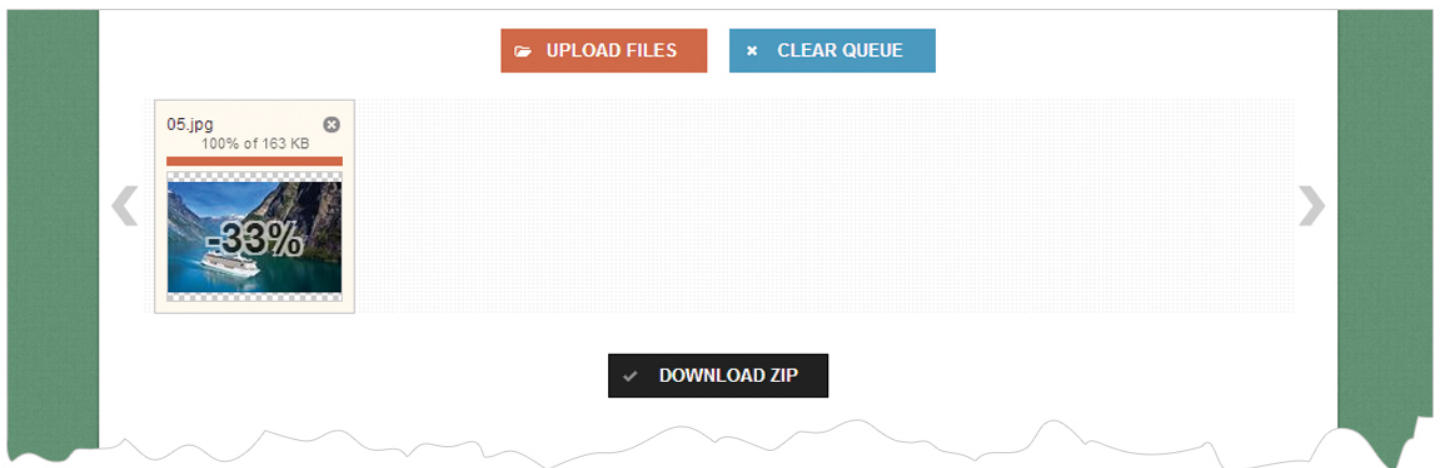 UPLOAD FILES
CLEAR QUEUE
05.jpg
100% of 163 KB
-33%
DOWNLOAD ZIP